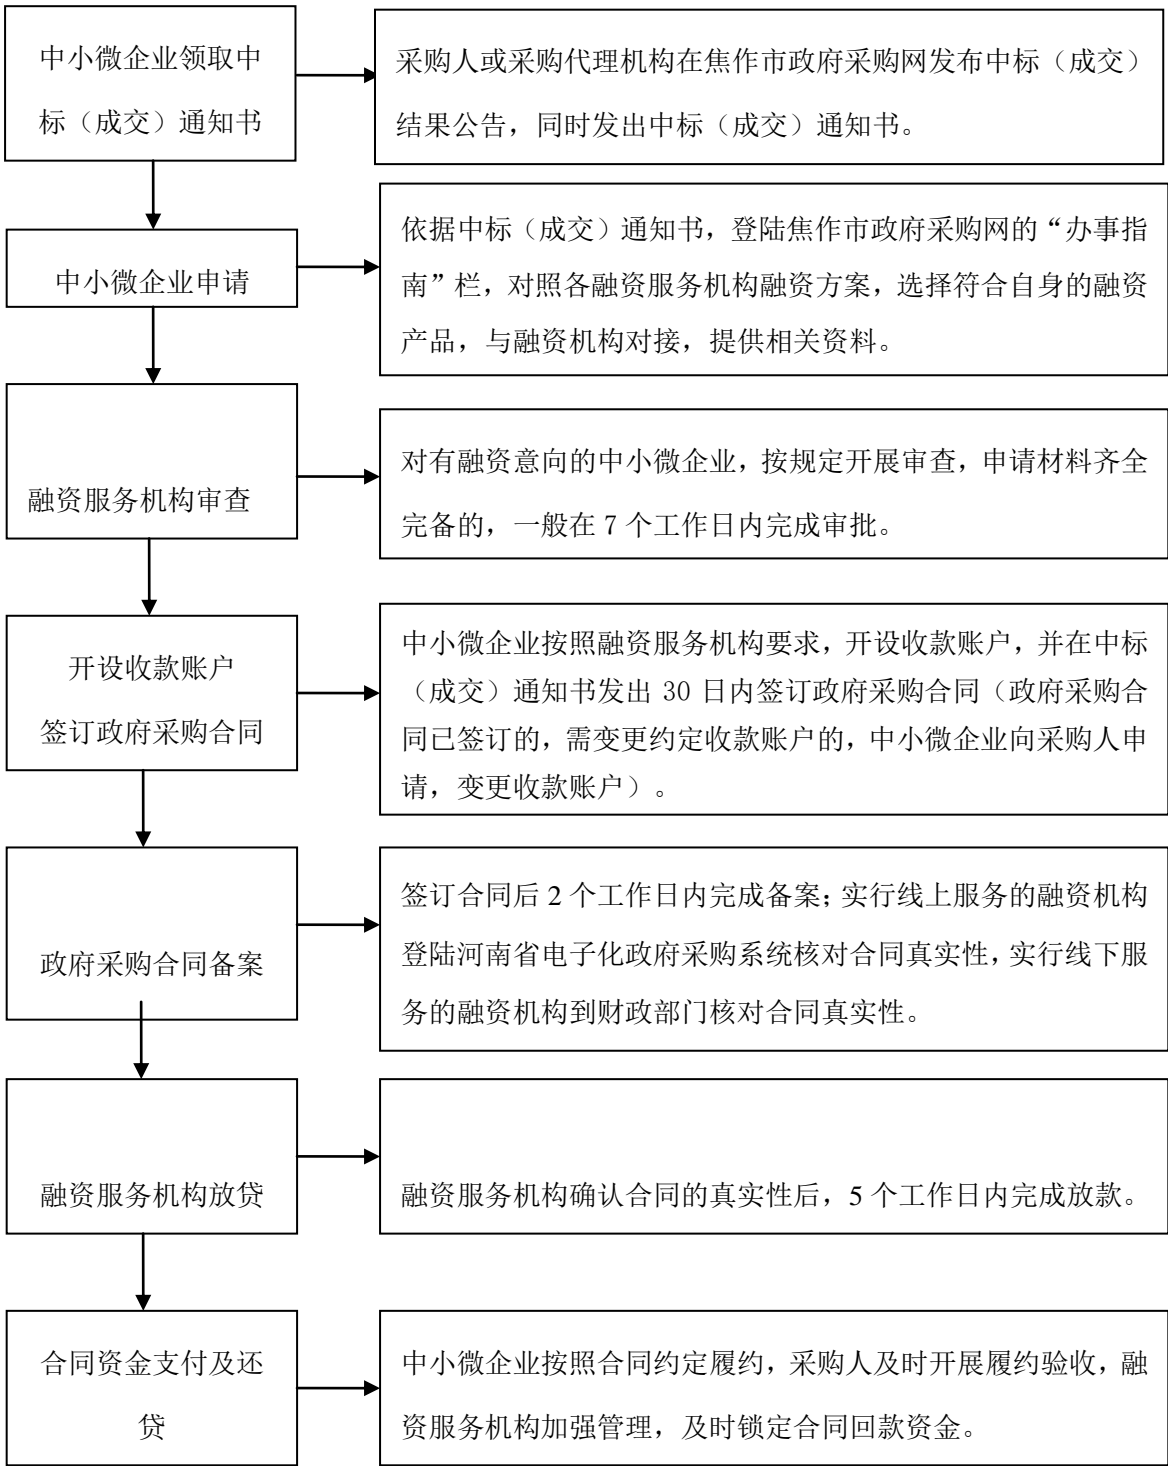 中小微企业领取中
标（成交）通知书
采购人或采购代理机构在焦作市政府采购网发布中标（成交）
结果公告，同时发出中标（成交）通知书。
中小微企业申请
依据中标（成交）通知书，登陆焦作市政府采购网的“办事指
南”栏，对照各融资服务机构融资方案，选择符合自身的融资
产品，与融资机构对接，提供相关资料。
融资服务机构审查
对有融资意向的中小微企业，按规定开展审查，申请材料齐全
完备的，一般在 7 个工作日内完成审批。
开设收款账户
签订政府采购合同
中小微企业按照融资服务机构要求，开设收款账户，并在中标
（成交）通知书发出 30 日内签订政府采购合同（政府采购合
同已签订的，需变更约定收款账户的，中小微企业向采购人申
请，变更收款账户）。
政府采购合同备案
签订合同后 2 个工作日内完成备案；实行线上服务的融资机构
登陆河南省电子化政府采购系统核对合同真实性，实行线下服
务的融资机构到财政部门核对合同真实性。
融资服务机构放贷
融资服务机构确认合同的真实性后，5 个工作日内完成放款。
合同资金支付及还
贷
中小微企业按照合同约定履约，采购人及时开展履约验收，融
资服务机构加强管理，及时锁定合同回款资金。